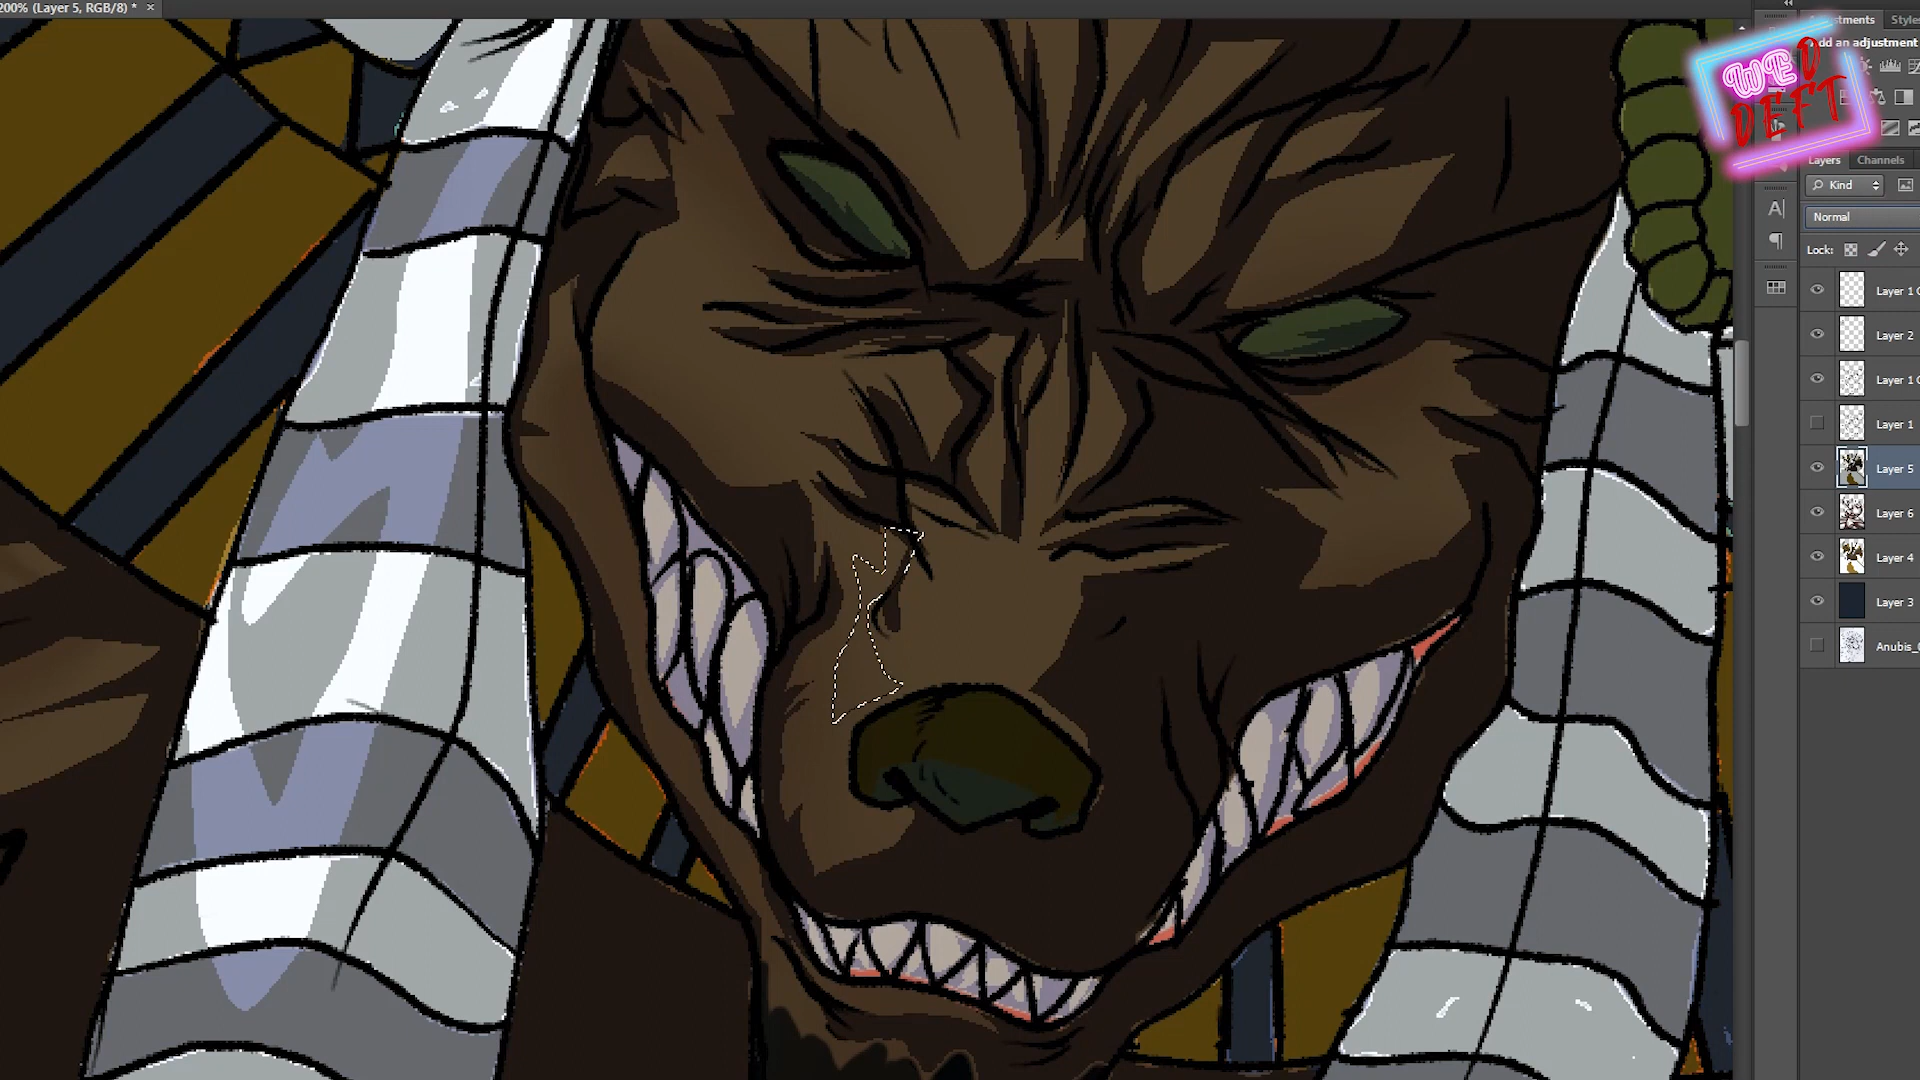 200% (Layer 5, RGB/8) *
Styles
Add an adjustment
WED
DEFT
Layers
Channels
Kind
Normal
Lock:
Layer 1
Layer 2
Layer 1
Layer 1
Layer 5
Layer 6
Layer 4
Layer 3
Anubis_